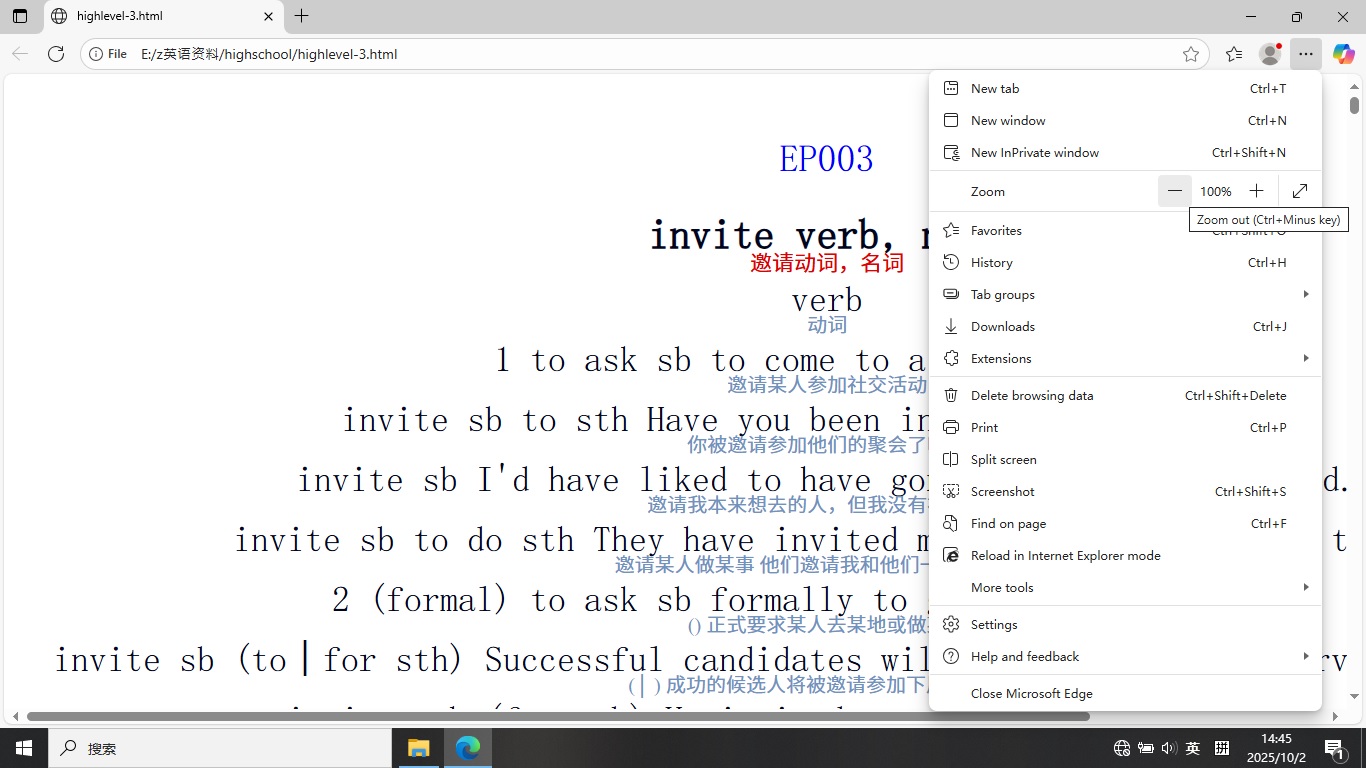 highlevel-3.html
File E:/z英语资料/highschool/highlevel-3.html
EP003
invite verb,
邀请动词，名词
verb
动词
1 to ask sb to come to a
邀请某人参加社交活动
invite sb to sth Have you been in
你被邀请参加他们的聚会了
invite sb I'd have liked to have go d.
邀请我本来想去的人，但我没有
invite sb to do sth They have invited m t
邀请某人做某事 他们邀请我和他们一
2 (formal) to ask sb formally to
() 正式要求某人去某地或做
invite sb (to│for sth) Successful candidates wil rv
(│) 成功的候选人将被邀请参加下
New tab Ctrl+T
New window Ctrl+N
New InPrivate window Ctrl+Shift+N
Zoom 100%
Zoom out (Ctrl+Minus key)
Favorites Ctrl+Shift+O
History Ctrl+H
Tab groups
Downloads Ctrl+J
Extensions
Delete browsing data Ctrl+Shift+Delete
Print Ctrl+P
Split screen
Screenshot Ctrl+Shift+S
Find on page Ctrl+F
Reload in Internet Explorer mode
More tools
Settings
Help and feedback
Close Microsoft Edge
搜索
英
拼
14:45
2025/10/2
1